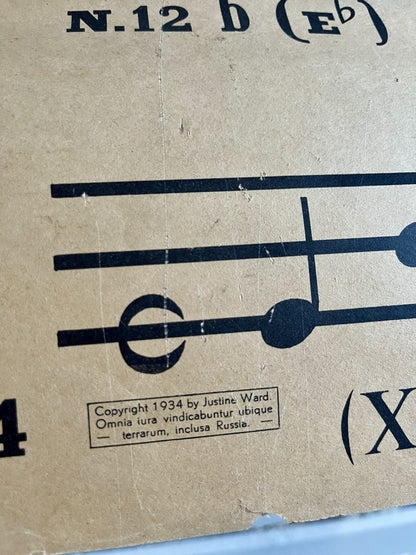 N.12 b (E♭)
Copyright 1934 by Justine Ward.
Omnia iura vindicabuntur ubique
— terrarum, inclusa Russia. —
4 (X